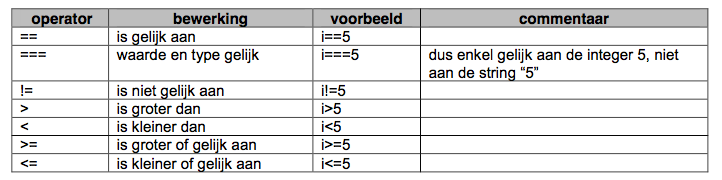 operator bewerking voorbeeld commentaar
== is gelijk aan i==5
=== waarde en type gelijk i===5 dus enkel gelijk aan de integer 5, niet
aan de string “5”
!= is niet gelijk aan i!=5
> is groter dan i>5
< is kleiner dan i<5
>= is groter of gelijk aan i>=5
<= is kleiner of gelijk aan i<=5